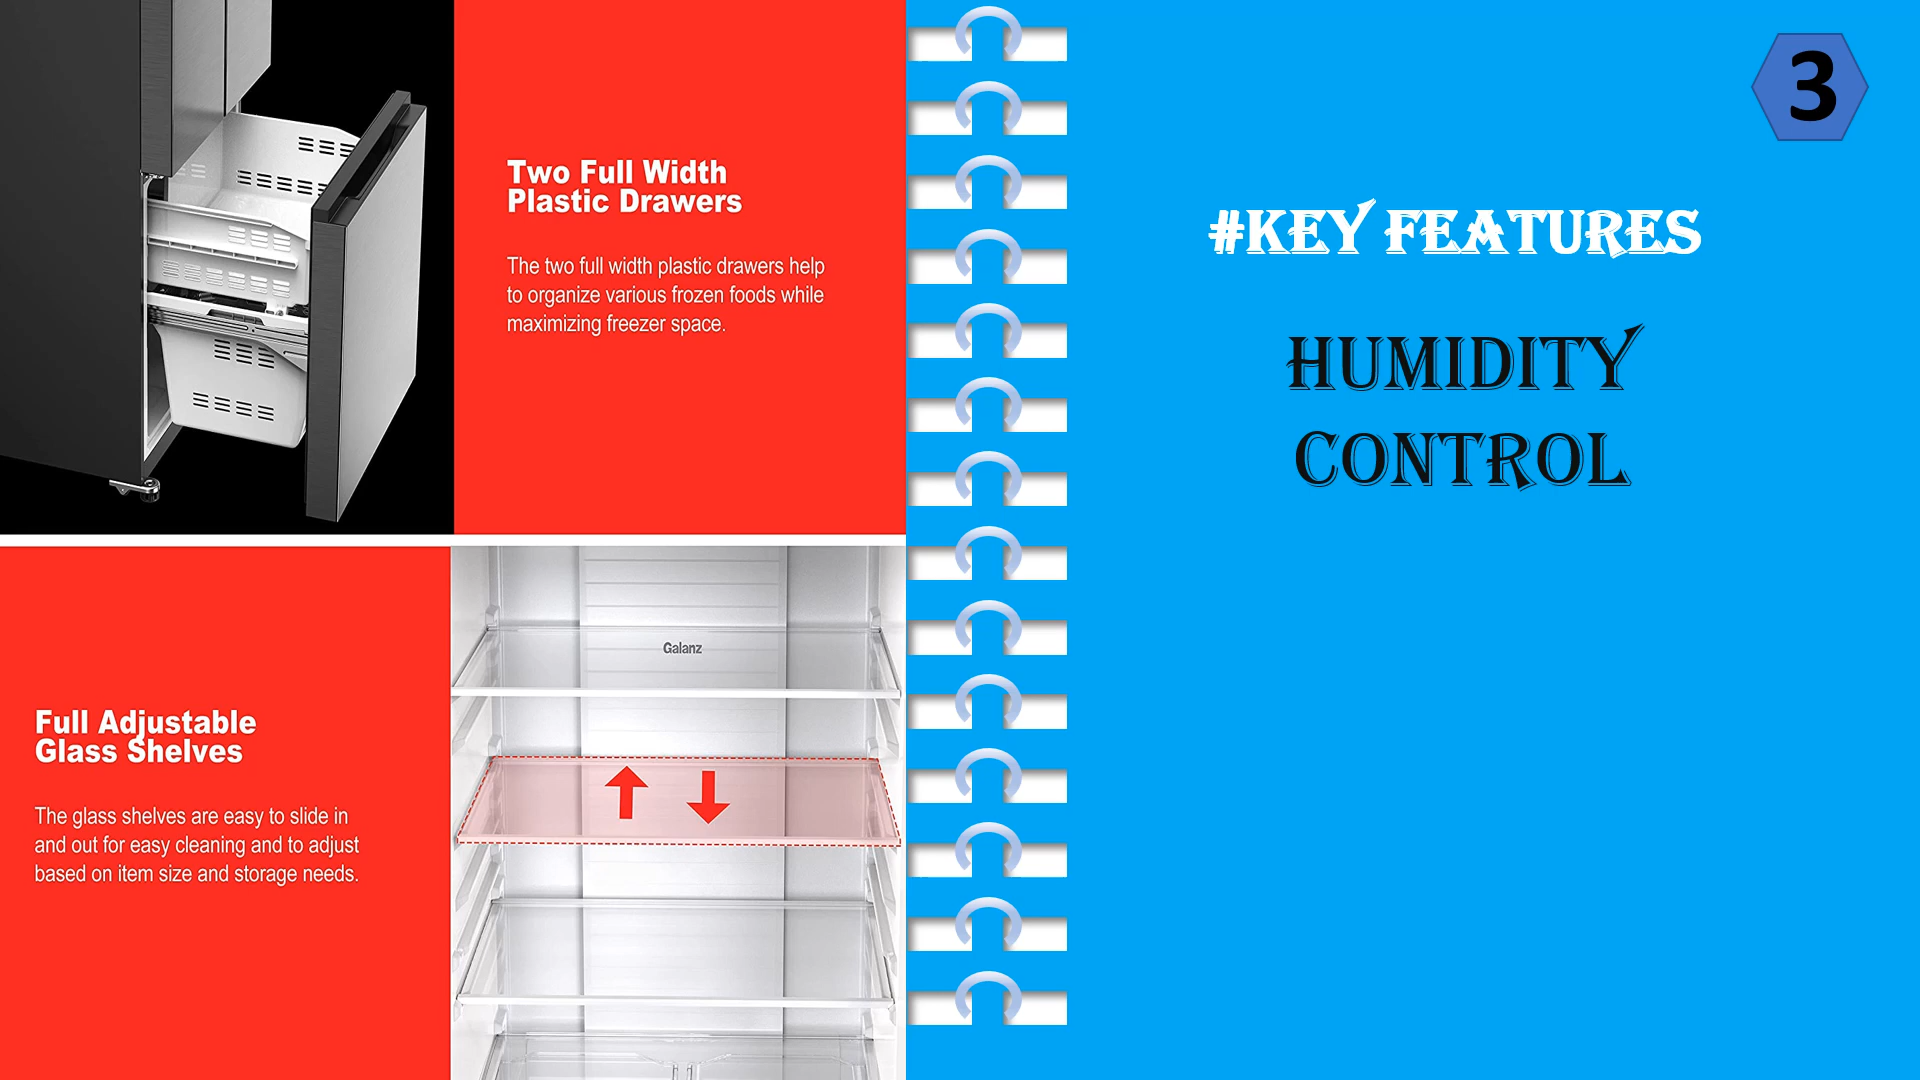 Two Full Width
Plastic Drawers
The two full width plastic drawers help
to organize various frozen foods while
maximizing freezer space.
Full Adjustable
Glass Shelves
The glass shelves are easy to slide in
and out for easy cleaning and to adjust
based on item size and storage needs.
Galanz
3
#KEY FEATURES
HUMIDITY
CONTROL